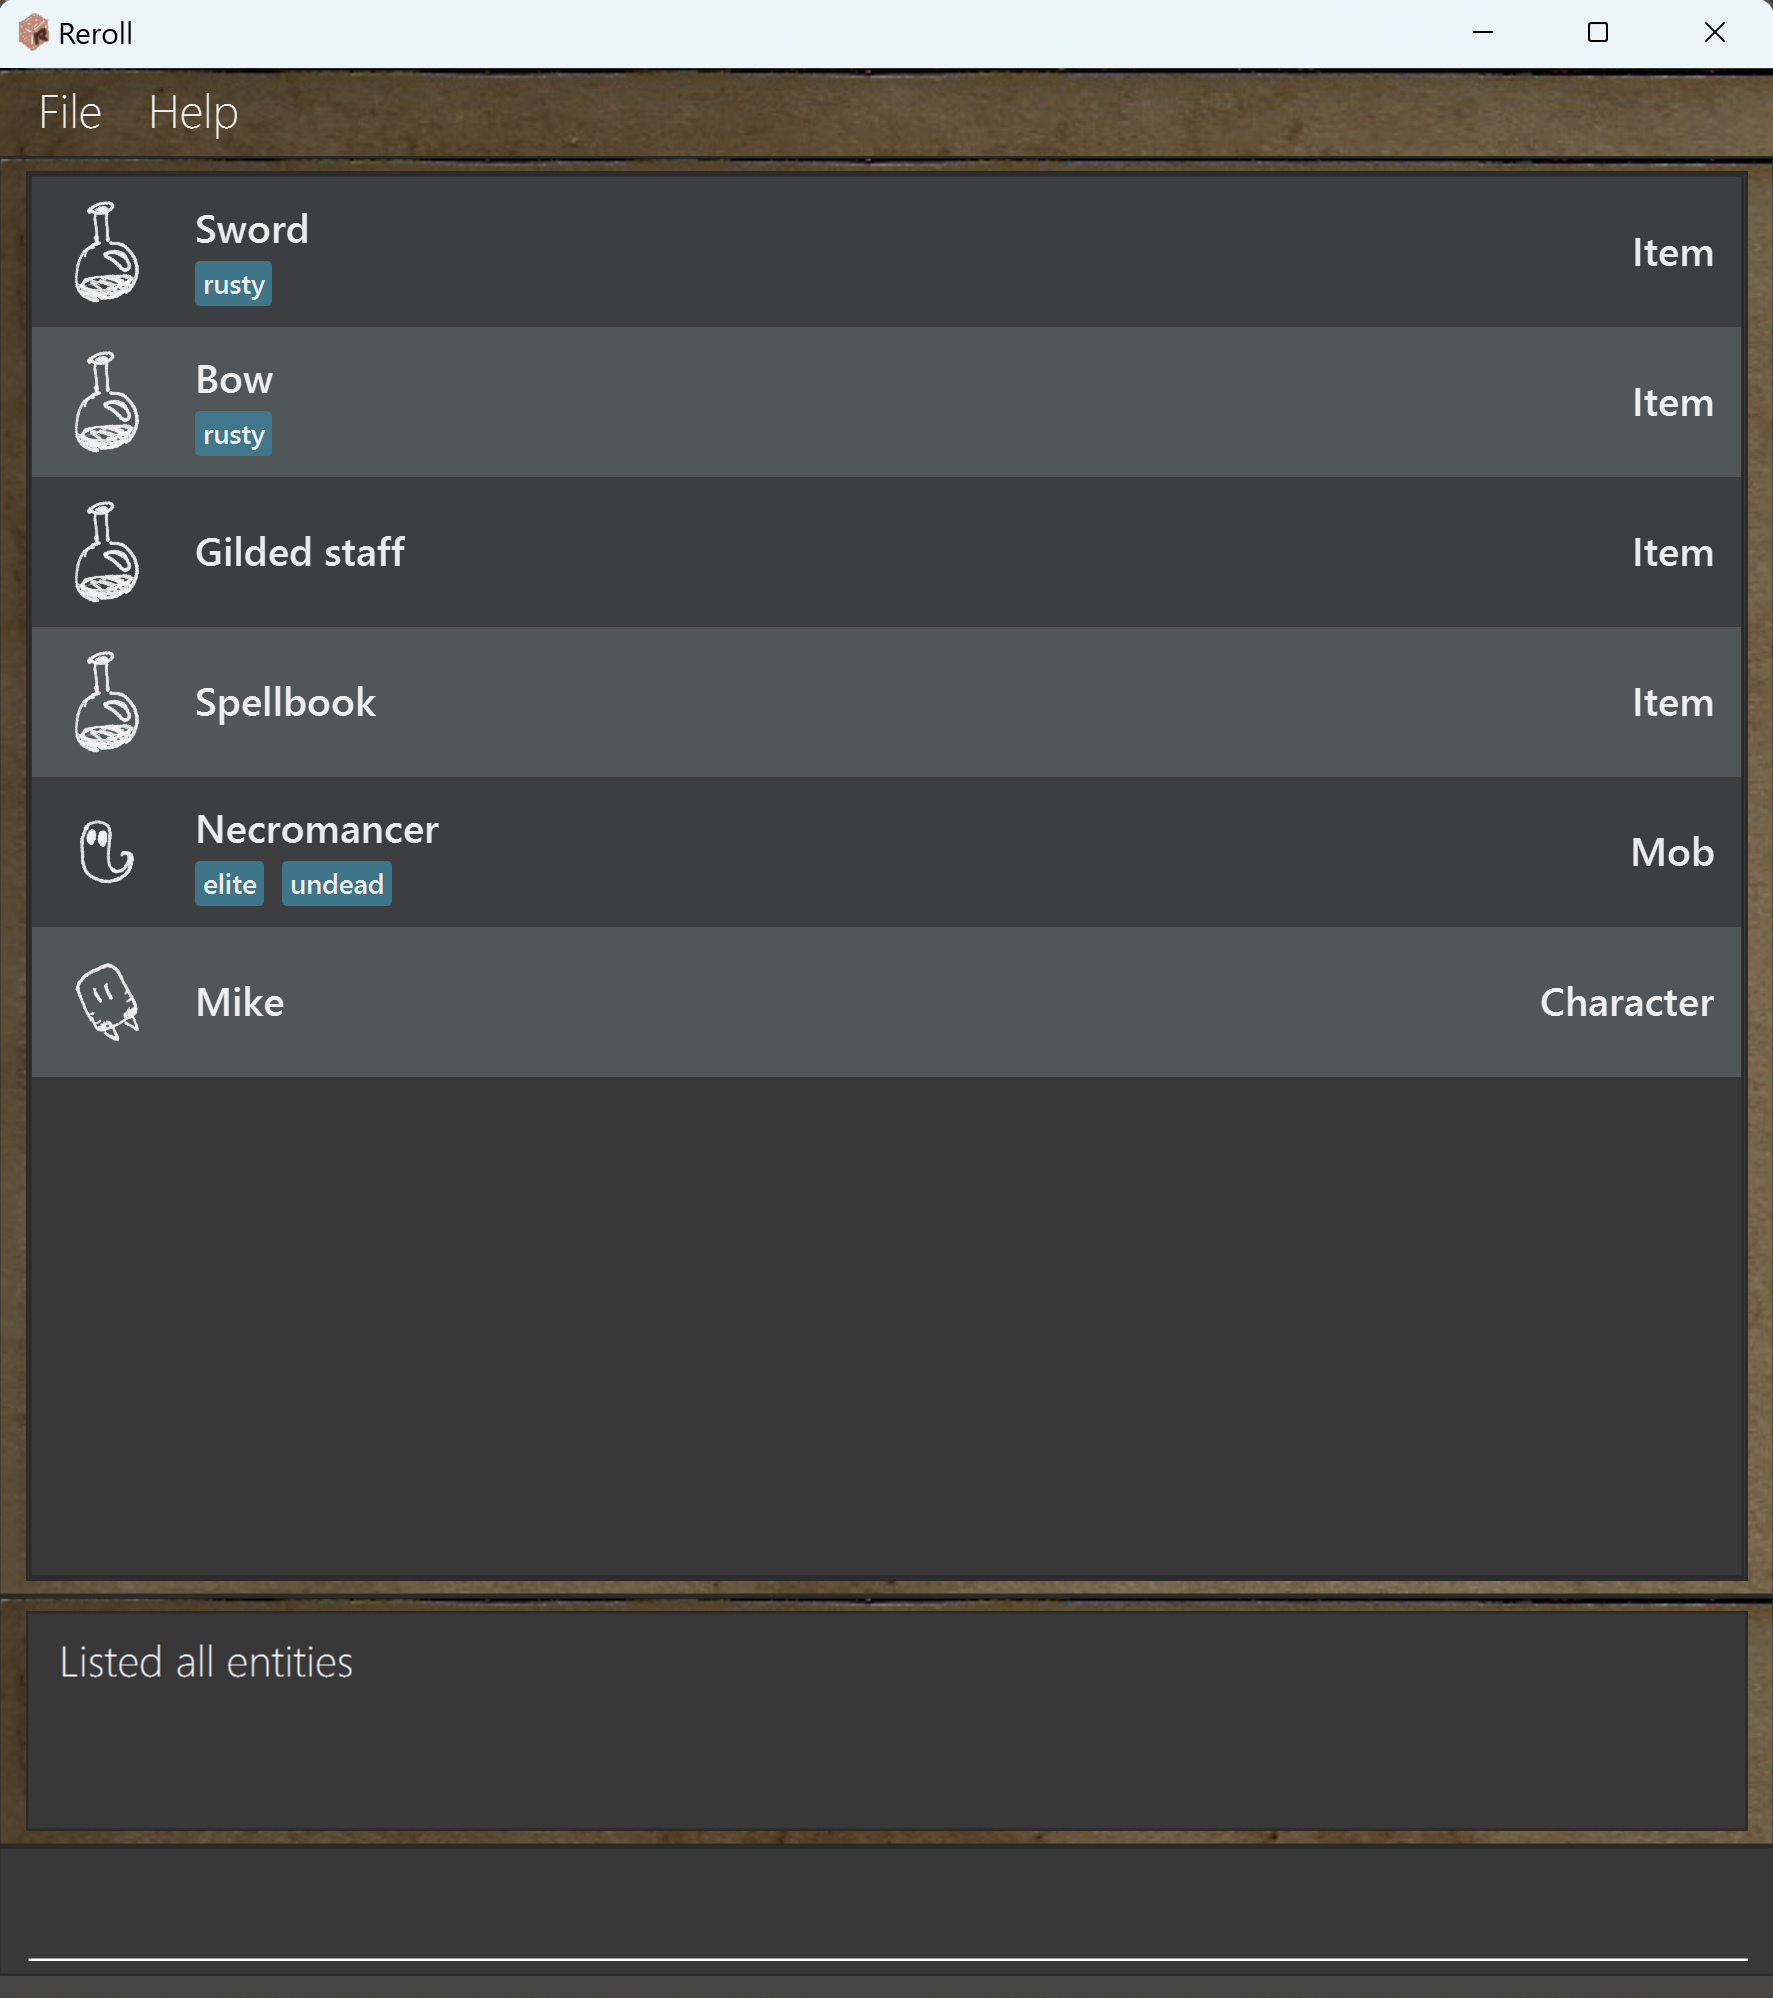 Reroll
File Help
Sword
rusty
Item
Bow
rusty
Item
Gilded staff
Item
Spellbook
Item
Necromancer
elite undead
Mob
Mike
Character
Listed all entities